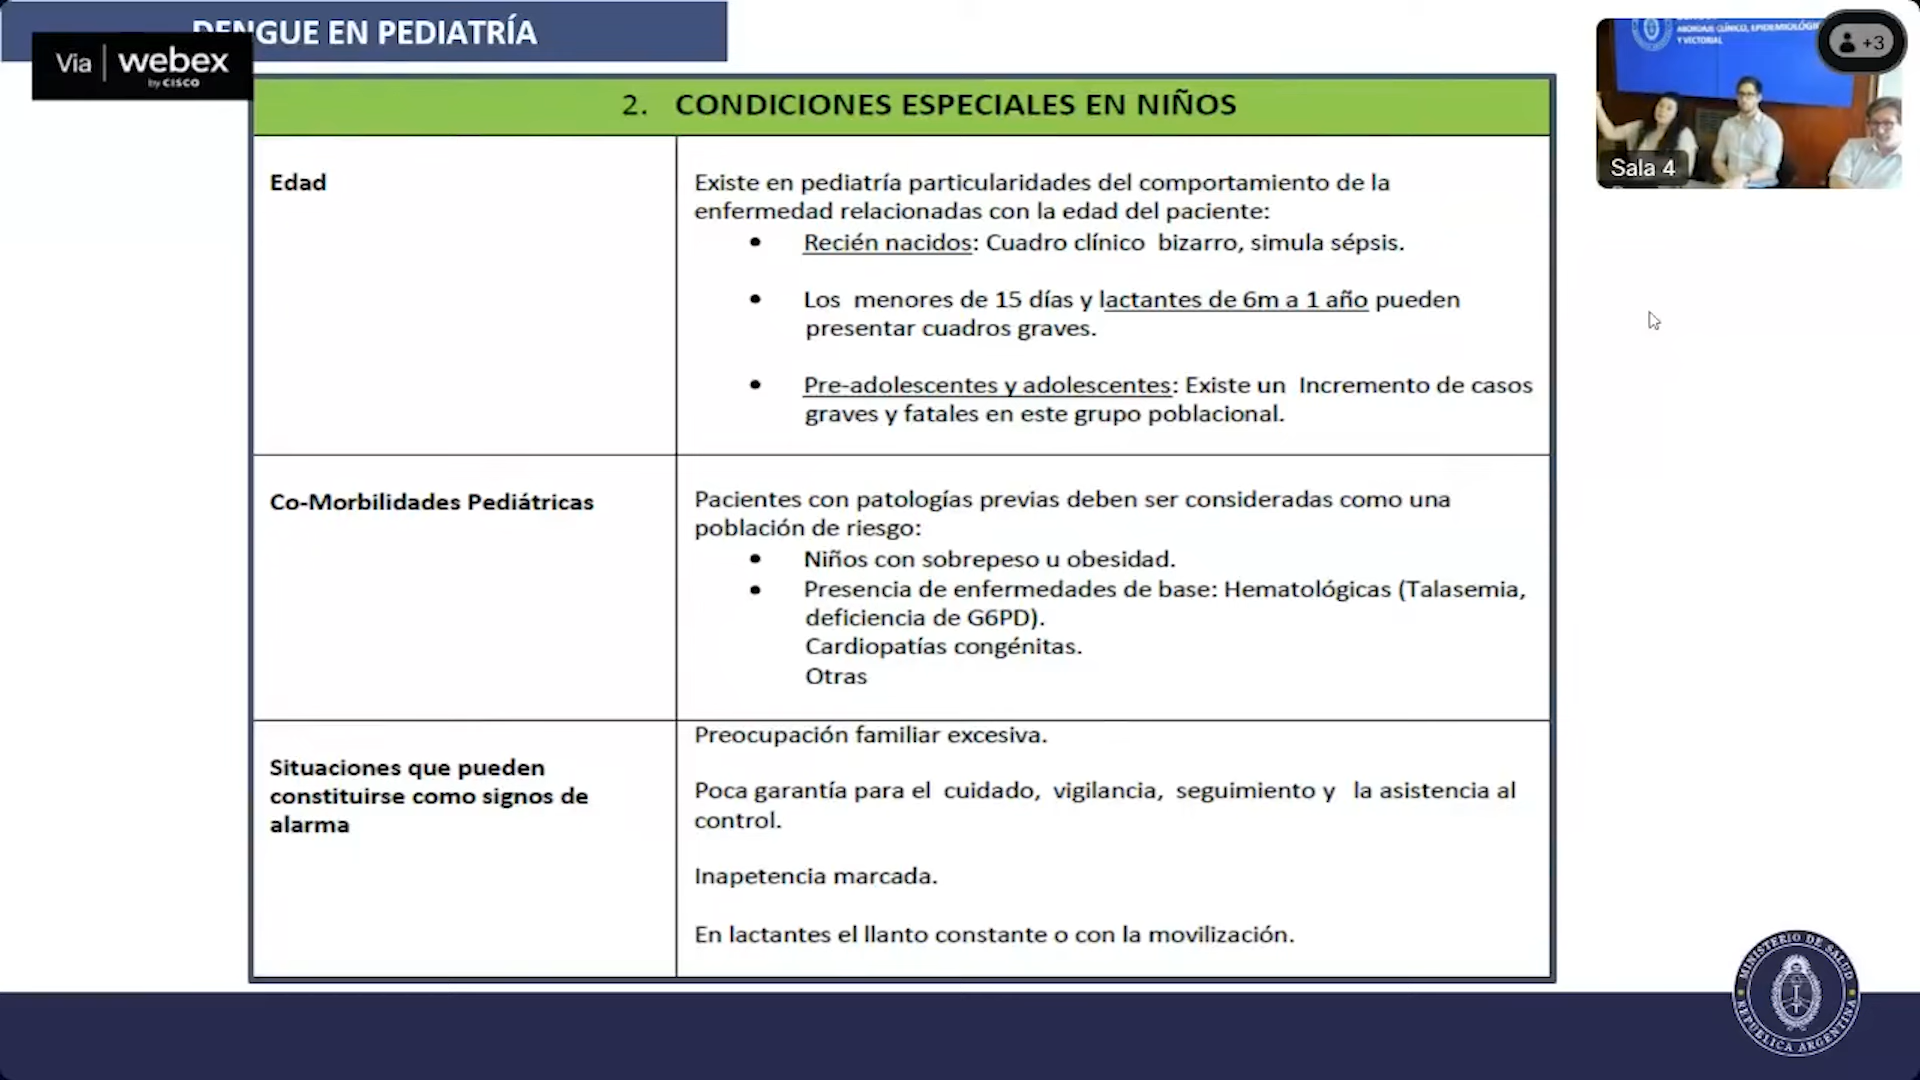 DENGUE EN PEDIATRÍA
Via webex
by CISCO
2. CONDICIONES ESPECIALES EN NIÑOS
Edad
Existe en pediatría particularidades del comportamiento de la
enfermedad relacionadas con la edad del paciente:
• Recién nacidos: Cuadro clínico bizarro, simula sépsis.
• Los menores de 15 días y lactantes de 6m a 1 año pueden
presentar cuadros graves.
• Pre-adolescentes y adolescentes: Existe un Incremento de casos
graves y fatales en este grupo poblacional.
Co-Morbilidades Pediátricas
Pacientes con patologías previas deben ser consideradas como una
población de riesgo:
• Niños con sobrepeso u obesidad.
• Presencia de enfermedades de base: Hematológicas (Talasemia,
deficiencia de G6PD).
Cardiopatías congénitas.
Otras
Situaciones que pueden
constituirse como signos de
alarma
Preocupación familiar excesiva.
Poca garantía para el cuidado, vigilancia, seguimiento y la asistencia al
control.
Inapetencia marcada.
En lactantes el llanto constante o con la movilización.
ABORDAJE CLÍNICO, EPIDEMIOLÓGI
Y VECTORIAL
+3
Sala 4
MINISTERIO DE SALUD
REPUBLICA ARGENTINA